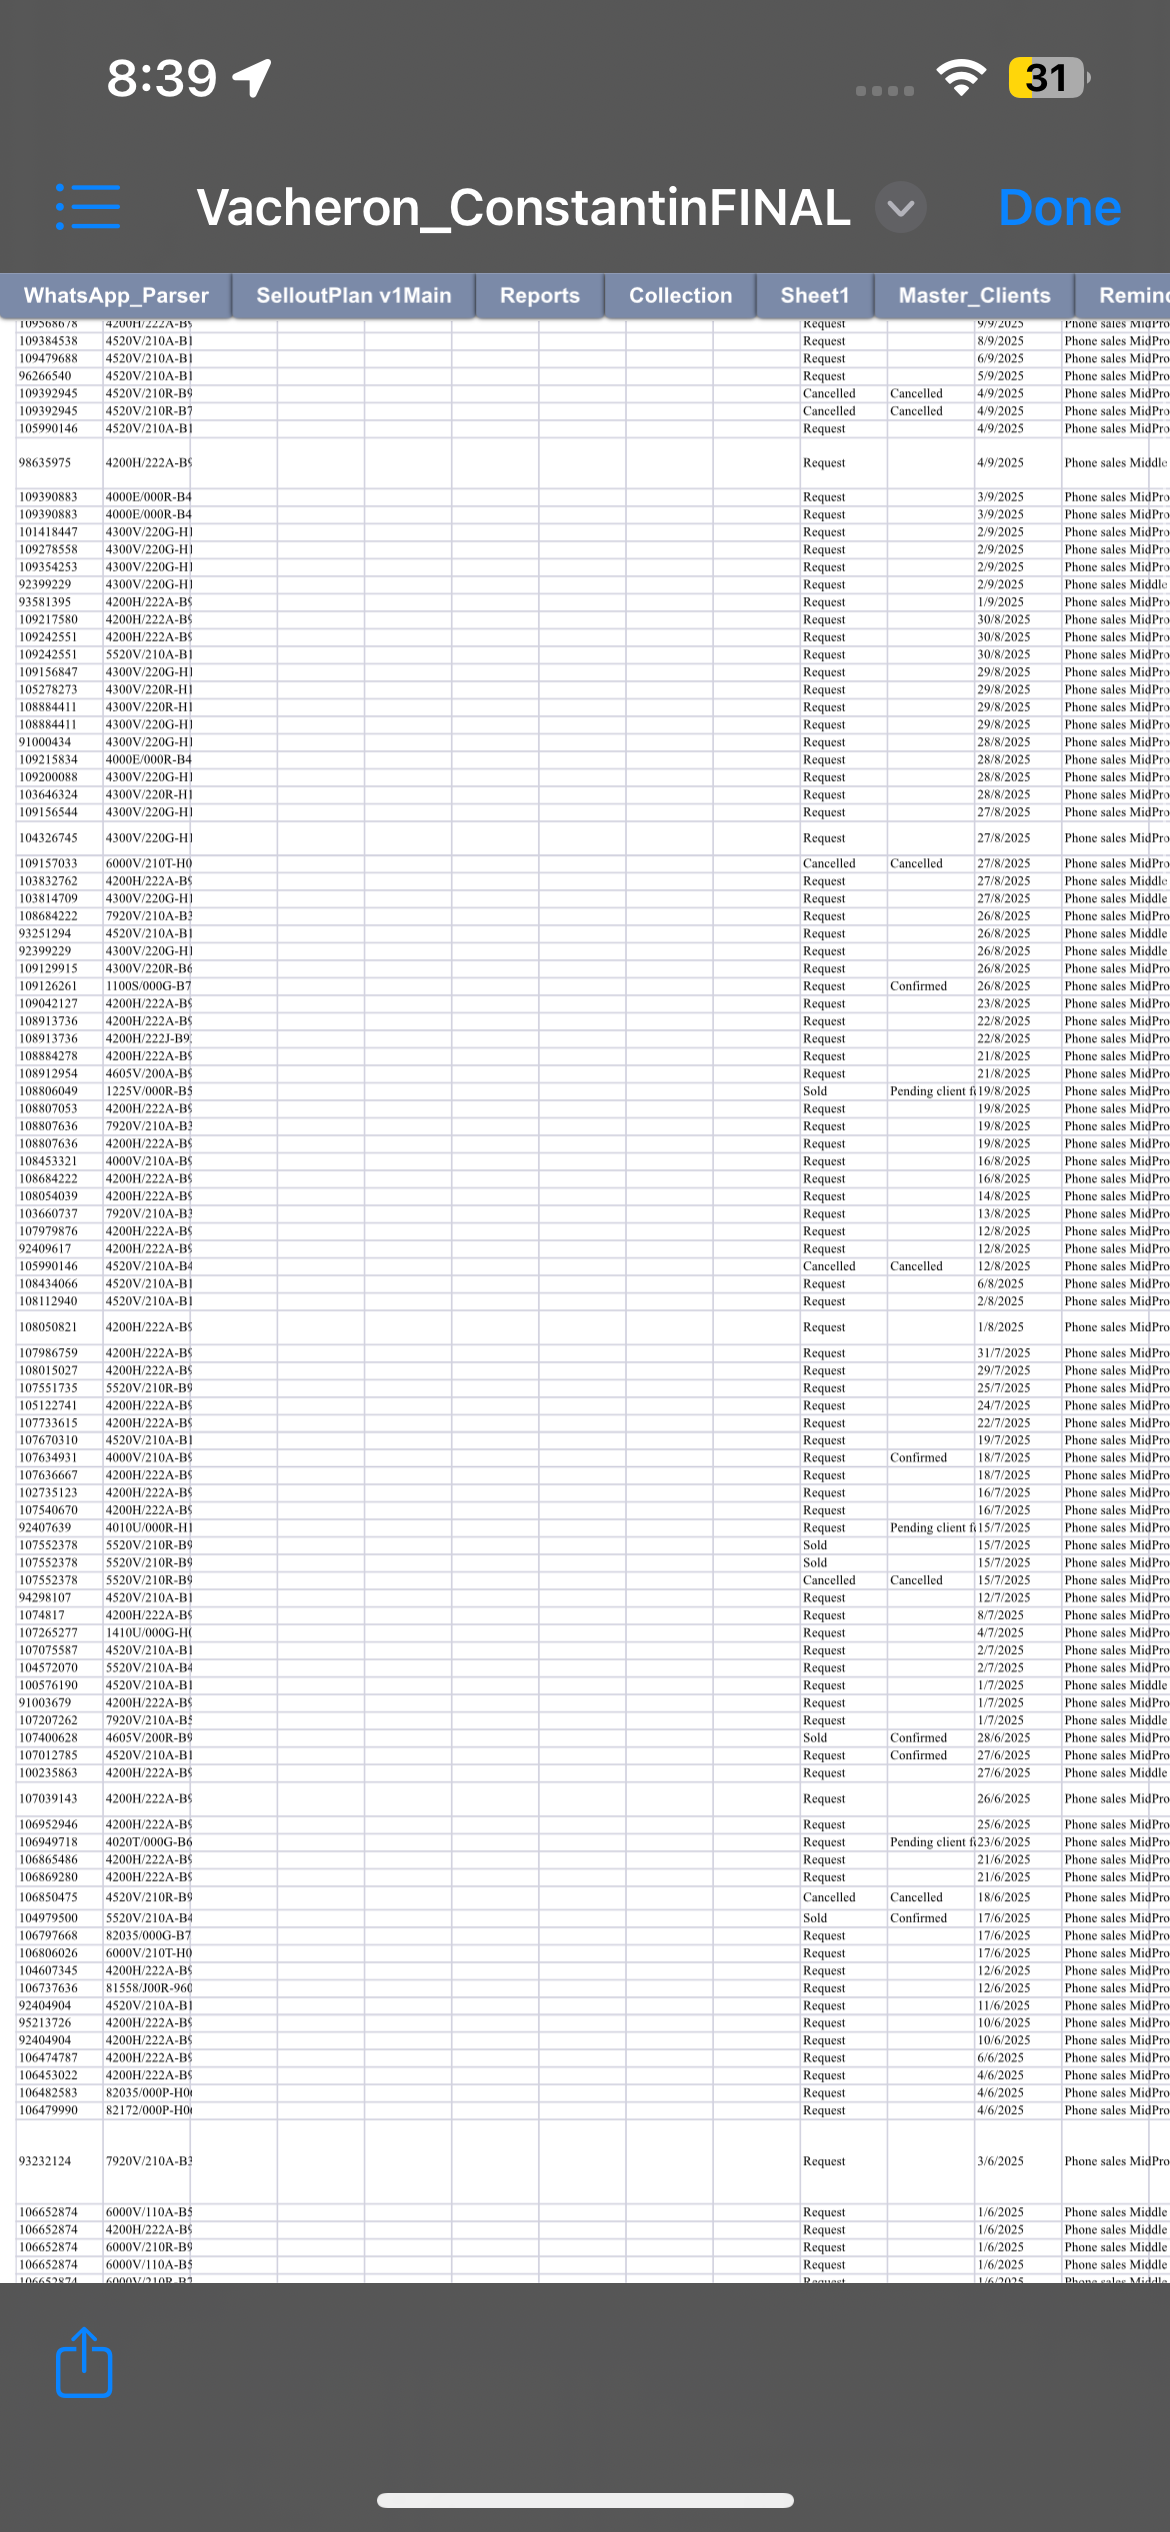 8:39
31
Vacheron_ConstantinFINAL
Done
WhatsApp_Parser SelloutPlan v1Main Reports Collection Sheet1 Master_Clients Remind
109568678 4200H/222A-B9 Request 9/9/2025 Phone sales MidPro
109384538 4520V/210A-B1 Request 8/9/2025 Phone sales MidPro
109479688 4520V/210A-B1 Request 6/9/2025 Phone sales MidPro
96266540 4520V/210A-B1 Request 5/9/2025 Phone sales MidPro
109392945 4520V/210R-B9 Cancelled Cancelled 4/9/2025 Phone sales MidPro
109392945 4520V/210R-B7 Cancelled Cancelled 4/9/2025 Phone sales MidPro
105990146 4520V/210A-B1 Request 4/9/2025 Phone sales MidPro
98635975 4200H/222A-B9 Request 4/9/2025 Phone sales Middle
109390883 4000E/000R-B4 Request 3/9/2025 Phone sales MidPro
109390883 4000E/000R-B4 Request 3/9/2025 Phone sales MidPro
101418447 4300V/220G-H1 Request 2/9/2025 Phone sales MidPro
109278558 4300V/220G-H1 Request 2/9/2025 Phone sales MidPro
109354253 4300V/220G-H1 Request 2/9/2025 Phone sales MidPro
92399229 4300V/220G-H1 Request 2/9/2025 Phone sales Middle
93581395 4200H/222A-B9 Request 1/9/2025 Phone sales MidPro
109217580 4200H/222A-B9 Request 30/8/2025 Phone sales MidPro
109242551 4200H/222A-B9 Request 30/8/2025 Phone sales MidPro
109242551 5520V/210A-B1 Request 30/8/2025 Phone sales MidPro
109156847 4300V/220G-H1 Request 29/8/2025 Phone sales MidPro
105278273 4300V/220R-H1 Request 29/8/2025 Phone sales MidPro
108884411 4300V/220R-H1 Request 29/8/2025 Phone sales MidPro
108884411 4300V/220G-H1 Request 29/8/2025 Phone sales MidPro
91000434 4300V/220G-H1 Request 28/8/2025 Phone sales MidPro
109215834 4000E/000R-B4 Request 28/8/2025 Phone sales MidPro
109200088 4300V/220G-H1 Request 28/8/2025 Phone sales MidPro
103646324 4300V/220R-H1 Request 28/8/2025 Phone sales MidPro
109156544 4300V/220G-H1 Request 27/8/2025 Phone sales MidPro
104326745 4300V/220G-H1 Request 27/8/2025 Phone sales MidPro
109157033 6000V/210T-H0 Cancelled Cancelled 27/8/2025 Phone sales MidPro
103832762 4200H/222A-B9 Request 27/8/2025 Phone sales Middle
103814709 4300V/220G-H1 Request 27/8/2025 Phone sales Middle
108684222 7920V/210A-B3 Request 26/8/2025 Phone sales MidPro
93251294 4520V/210A-B1 Request 26/8/2025 Phone sales Middle
92399229 4300V/220G-H1 Request 26/8/2025 Phone sales Middle
109129915 4300V/220R-B6 Request 26/8/2025 Phone sales MidPro
109126261 1100S/000G-B7 Request Confirmed 26/8/2025 Phone sales MidPro
109042127 4200H/222A-B9 Request 23/8/2025 Phone sales MidPro
108913736 4200H/222A-B9 Request 22/8/2025 Phone sales MidPro
108913736 4200H/222J-B9 Request 22/8/2025 Phone sales MidPro
108884278 4200H/222A-B9 Request 21/8/2025 Phone sales MidPro
108912954 4605V/200A-B9 Request 21/8/2025 Phone sales MidPro
108806049 1225V/000R-B5 Sold Pending client f 19/8/2025 Phone sales MidPro
108807053 4200H/222A-B9 Request 19/8/2025 Phone sales MidPro
108807636 7920V/210A-B3 Request 19/8/2025 Phone sales MidPro
108807636 4200H/222A-B9 Request 19/8/2025 Phone sales MidPro
108453321 4000V/210A-B9 Request 16/8/2025 Phone sales MidPro
108684222 4200H/222A-B9 Request 16/8/2025 Phone sales MidPro
108054039 4200H/222A-B9 Request 14/8/2025 Phone sales MidPro
103660737 7920V/210A-B3 Request 13/8/2025 Phone sales MidPro
107979876 4200H/222A-B9 Request 12/8/2025 Phone sales MidPro
92409617 4200H/222A-B9 Request 12/8/2025 Phone sales MidPro
105990146 4520V/210A-B4 Cancelled Cancelled 12/8/2025 Phone sales MidPro
108434066 4520V/210A-B1 Request 6/8/2025 Phone sales MidPro
108112940 4520V/210A-B1 Request 2/8/2025 Phone sales MidPro
108050821 4200H/222A-B9 Request 1/8/2025 Phone sales MidPro
107986759 4200H/222A-B9 Request 31/7/2025 Phone sales MidPro
108015027 4200H/222A-B9 Request 29/7/2025 Phone sales MidPro
107551735 5520V/210R-B9 Request 25/7/2025 Phone sales MidPro
105122741 4200H/222A-B9 Request 24/7/2025 Phone sales MidPro
107733615 4200H/222A-B9 Request 22/7/2025 Phone sales MidPro
107670310 4520V/210A-B1 Request 19/7/2025 Phone sales MidPro
107634931 4000V/210A-B9 Request Confirmed 18/7/2025 Phone sales MidPro
107636667 4200H/222A-B9 Request 18/7/2025 Phone sales MidPro
102735123 4200H/222A-B9 Request 16/7/2025 Phone sales MidPro
107540670 4200H/222A-B9 Request 16/7/2025 Phone sales MidPro
92407639 4010U/000R-H1 Request Pending client f 15/7/2025 Phone sales MidPro
107552378 5520V/210R-B9 Sold 15/7/2025 Phone sales MidPro
107552378 5520V/210R-B9 Sold 15/7/2025 Phone sales MidPro
107552378 5520V/210R-B9 Cancelled Cancelled 15/7/2025 Phone sales MidPro
94298107 4520V/210A-B1 Request 12/7/2025 Phone sales MidPro
1074817 4200H/222A-B9 Request 8/7/2025 Phone sales MidPro
107265277 1410U/000G-H0 Request 4/7/2025 Phone sales MidPro
107075587 4520V/210A-B1 Request 2/7/2025 Phone sales MidPro
104572070 5520V/210A-B4 Request 2/7/2025 Phone sales MidPro
100576190 4520V/210A-B1 Request 1/7/2025 Phone sales Middle
91003679 4200H/222A-B9 Request 1/7/2025 Phone sales MidPro
107207262 7920V/210A-B5 Request 1/7/2025 Phone sales Middle
107400628 4605V/200R-B9 Sold Confirmed 28/6/2025 Phone sales MidPro
107012785 4520V/210A-B1 Request Confirmed 27/6/2025 Phone sales MidPro
100235863 4200H/222A-B9 Request 27/6/2025 Phone sales Middle
107039143 4200H/222A-B9 Request 26/6/2025 Phone sales MidPro
106952946 4200H/222A-B9 Request 25/6/2025 Phone sales MidPro
106949718 4020T/000G-B6 Request Pending client f 23/6/2025 Phone sales MidPro
106865486 4200H/222A-B9 Request 21/6/2025 Phone sales MidPro
106869280 4200H/222A-B9 Request 21/6/2025 Phone sales MidPro
106850475 4520V/210R-B9 Cancelled Cancelled 18/6/2025 Phone sales MidPro
104979500 5520V/210A-B4 Sold Confirmed 17/6/2025 Phone sales MidPro
106797668 82035/000G-B7 Request 17/6/2025 Phone sales MidPro
106806026 6000V/210T-H0 Request 17/6/2025 Phone sales MidPro
104607345 4200H/222A-B9 Request 12/6/2025 Phone sales MidPro
106737636 81558/J00R-960 Request 12/6/2025 Phone sales MidPro
92404904 4520V/210A-B1 Request 11/6/2025 Phone sales MidPro
95213726 4200H/222A-B9 Request 10/6/2025 Phone sales MidPro
92404904 4200H/222A-B9 Request 10/6/2025 Phone sales MidPro
106474787 4200H/222A-B9 Request 6/6/2025 Phone sales MidPro
106453022 4200H/222A-B9 Request 4/6/2025 Phone sales MidPro
106482583 82035/000P-H0 Request 4/6/2025 Phone sales MidPro
106479990 82172/000P-H0 Request 4/6/2025 Phone sales MidPro
93232124 7920V/210A-B3 Request 3/6/2025 Phone sales MidPro
106652874 6000V/110A-B5 Request 1/6/2025 Phone sales Middle
106652874 4200H/222A-B9 Request 1/6/2025 Phone sales Middle
106652874 6000V/210R-B9 Request 1/6/2025 Phone sales Middle
106652874 6000V/110A-B5 Request 1/6/2025 Phone sales Middle
106652874 6000V/210R-B7 Request 1/6/2025 Phone sales Middle